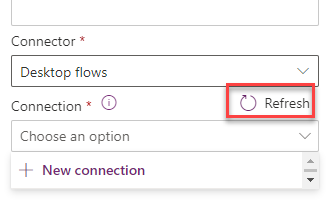 Connector *
Desktop flows
Connection * Refresh
Choose an option
+ New connection